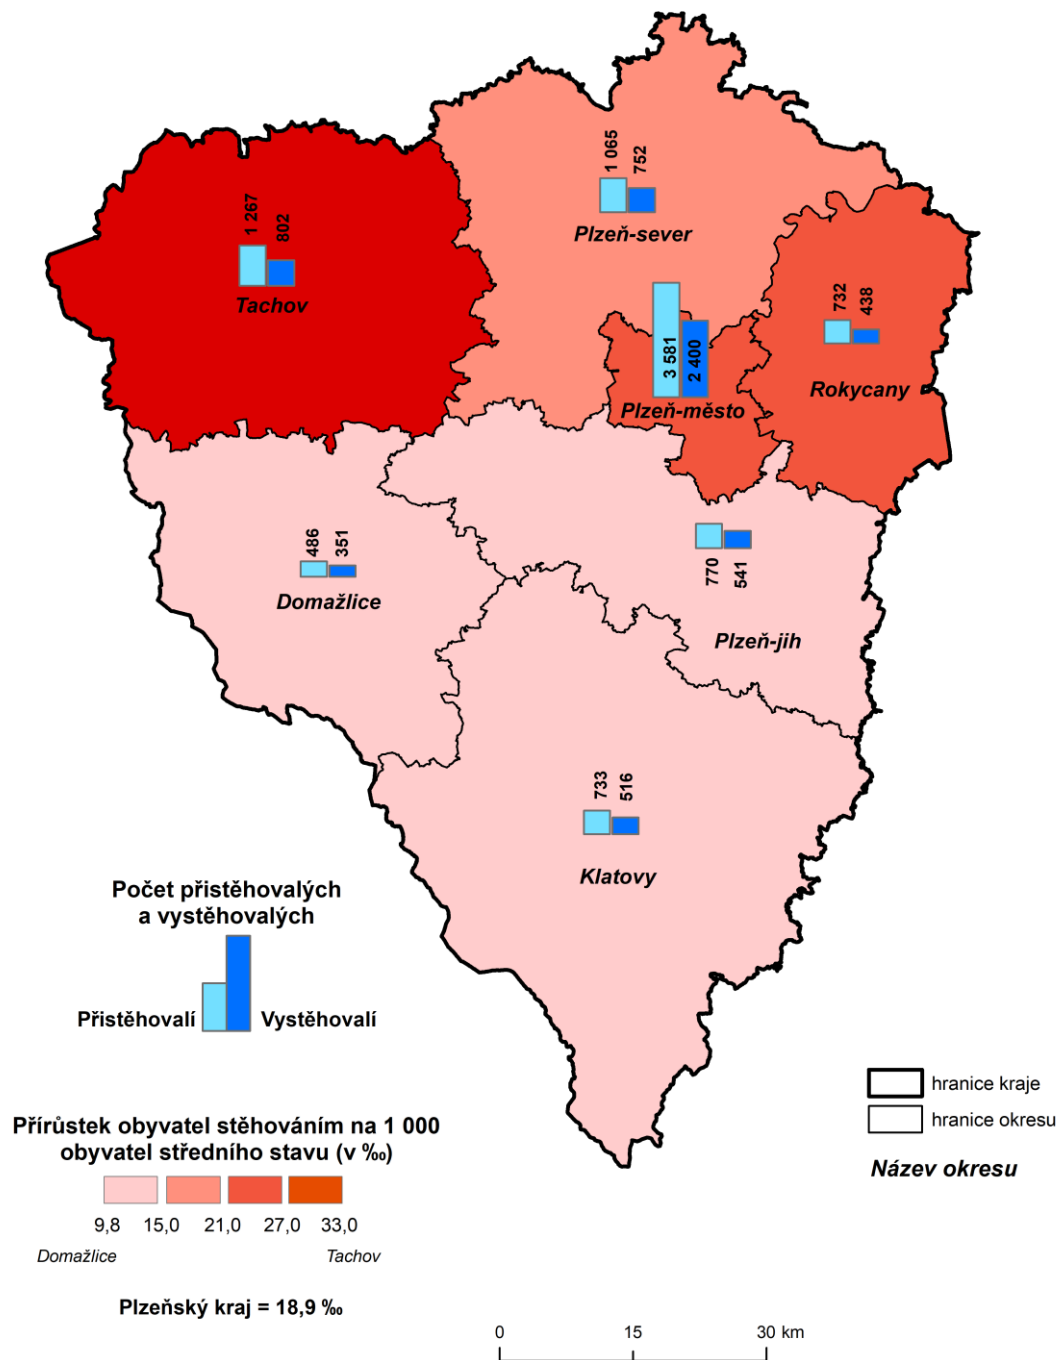 1 065
752
Plzeň-sever
1 267
802
Tachov
3 581
2 400
Plzeň-město
732
438
Rokycany
486
351
Domažlice
770
541
Plzeň-jih
733
516
Klatovy
Počet přistěhovalých
a vystěhovalých
Přistěhovalí
Vystěhovalí
hranice kraje
hranice okresu
Název okresu
Přírůstek obyvatel stěhováním na 1 000
obyvatel středního stavu (v ‰)
9,8 15,0 21,0 27,0 33,0
Domažlice Tachov
Plzeňský kraj = 18,9 ‰
0 15 30 km